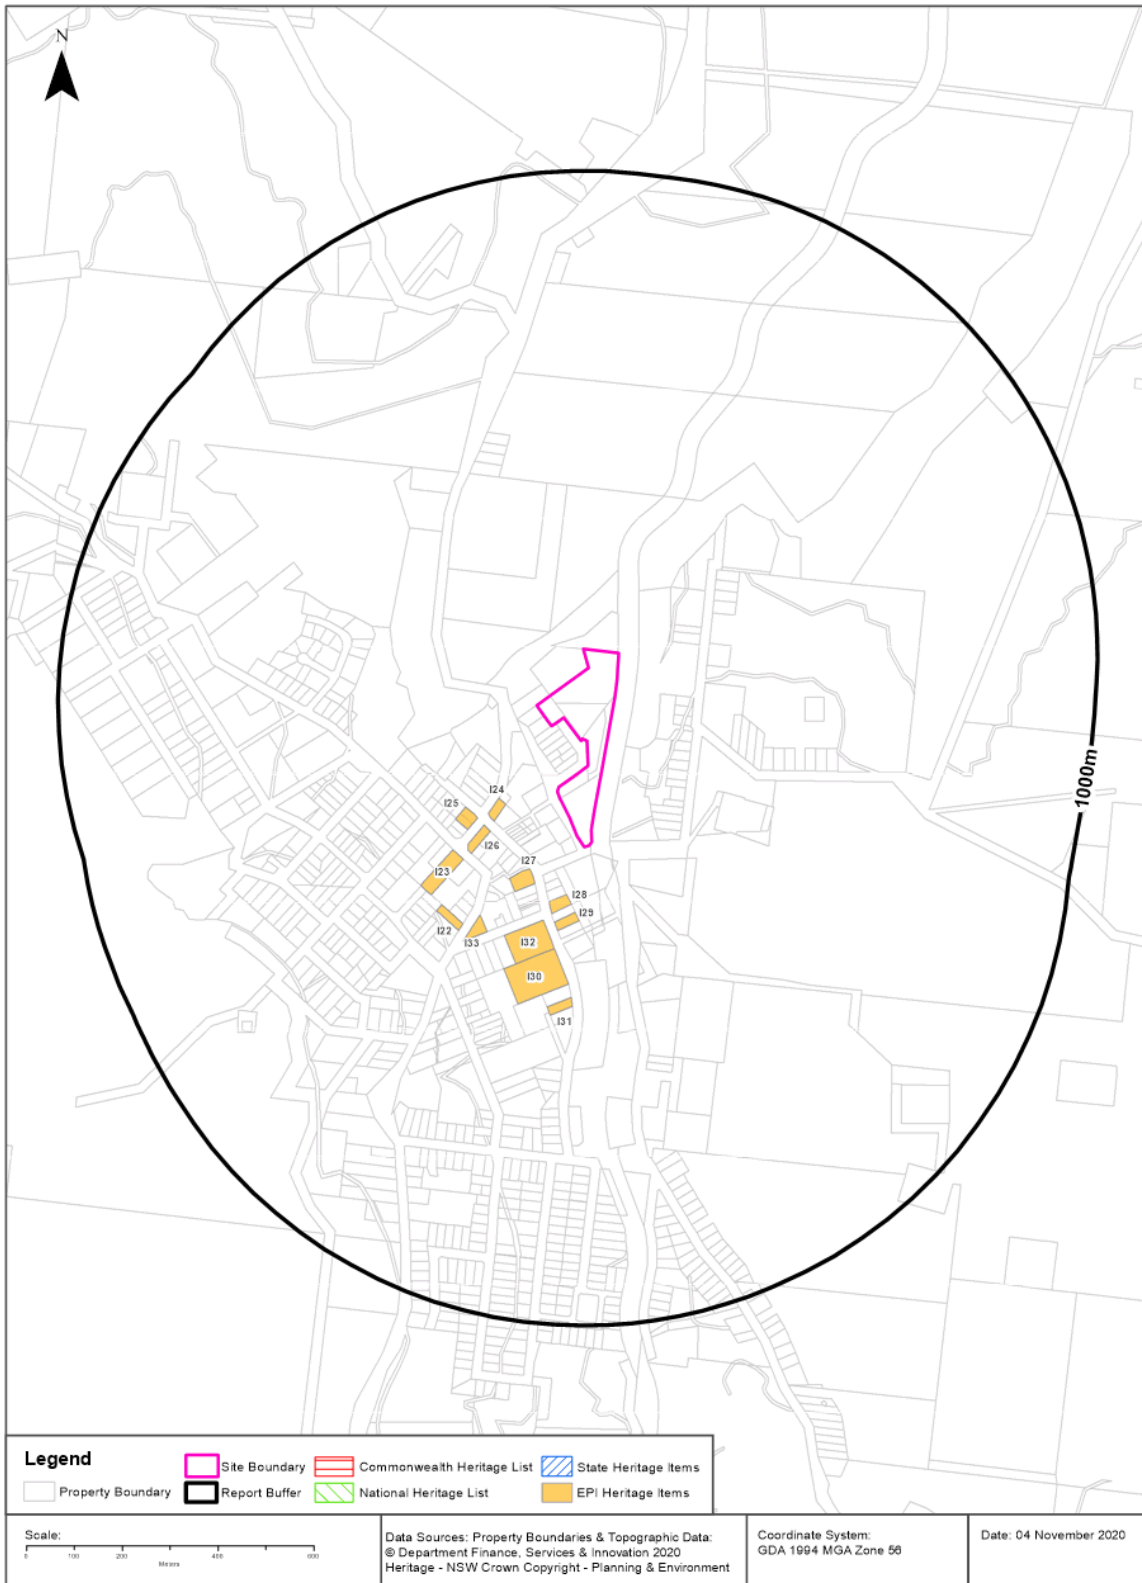 N
1000m
I24
I25
I26
I27
I23
I28
I29
I22
I33
I32
I30
I31
Legend
Site Boundary
Commonwealth Heritage List
State Heritage Items
Property Boundary
Report Buffer
National Heritage List
EPI Heritage Items
Scale:
0 100 200 400 600
Meters
Data Sources: Property Boundaries & Topographic Data:
© Department Finance, Services & Innovation 2020
Heritage - NSW Crown Copyright - Planning & Environment
Coordinate System:
GDA 1994 MGA Zone 56
Date: 04 November 2020